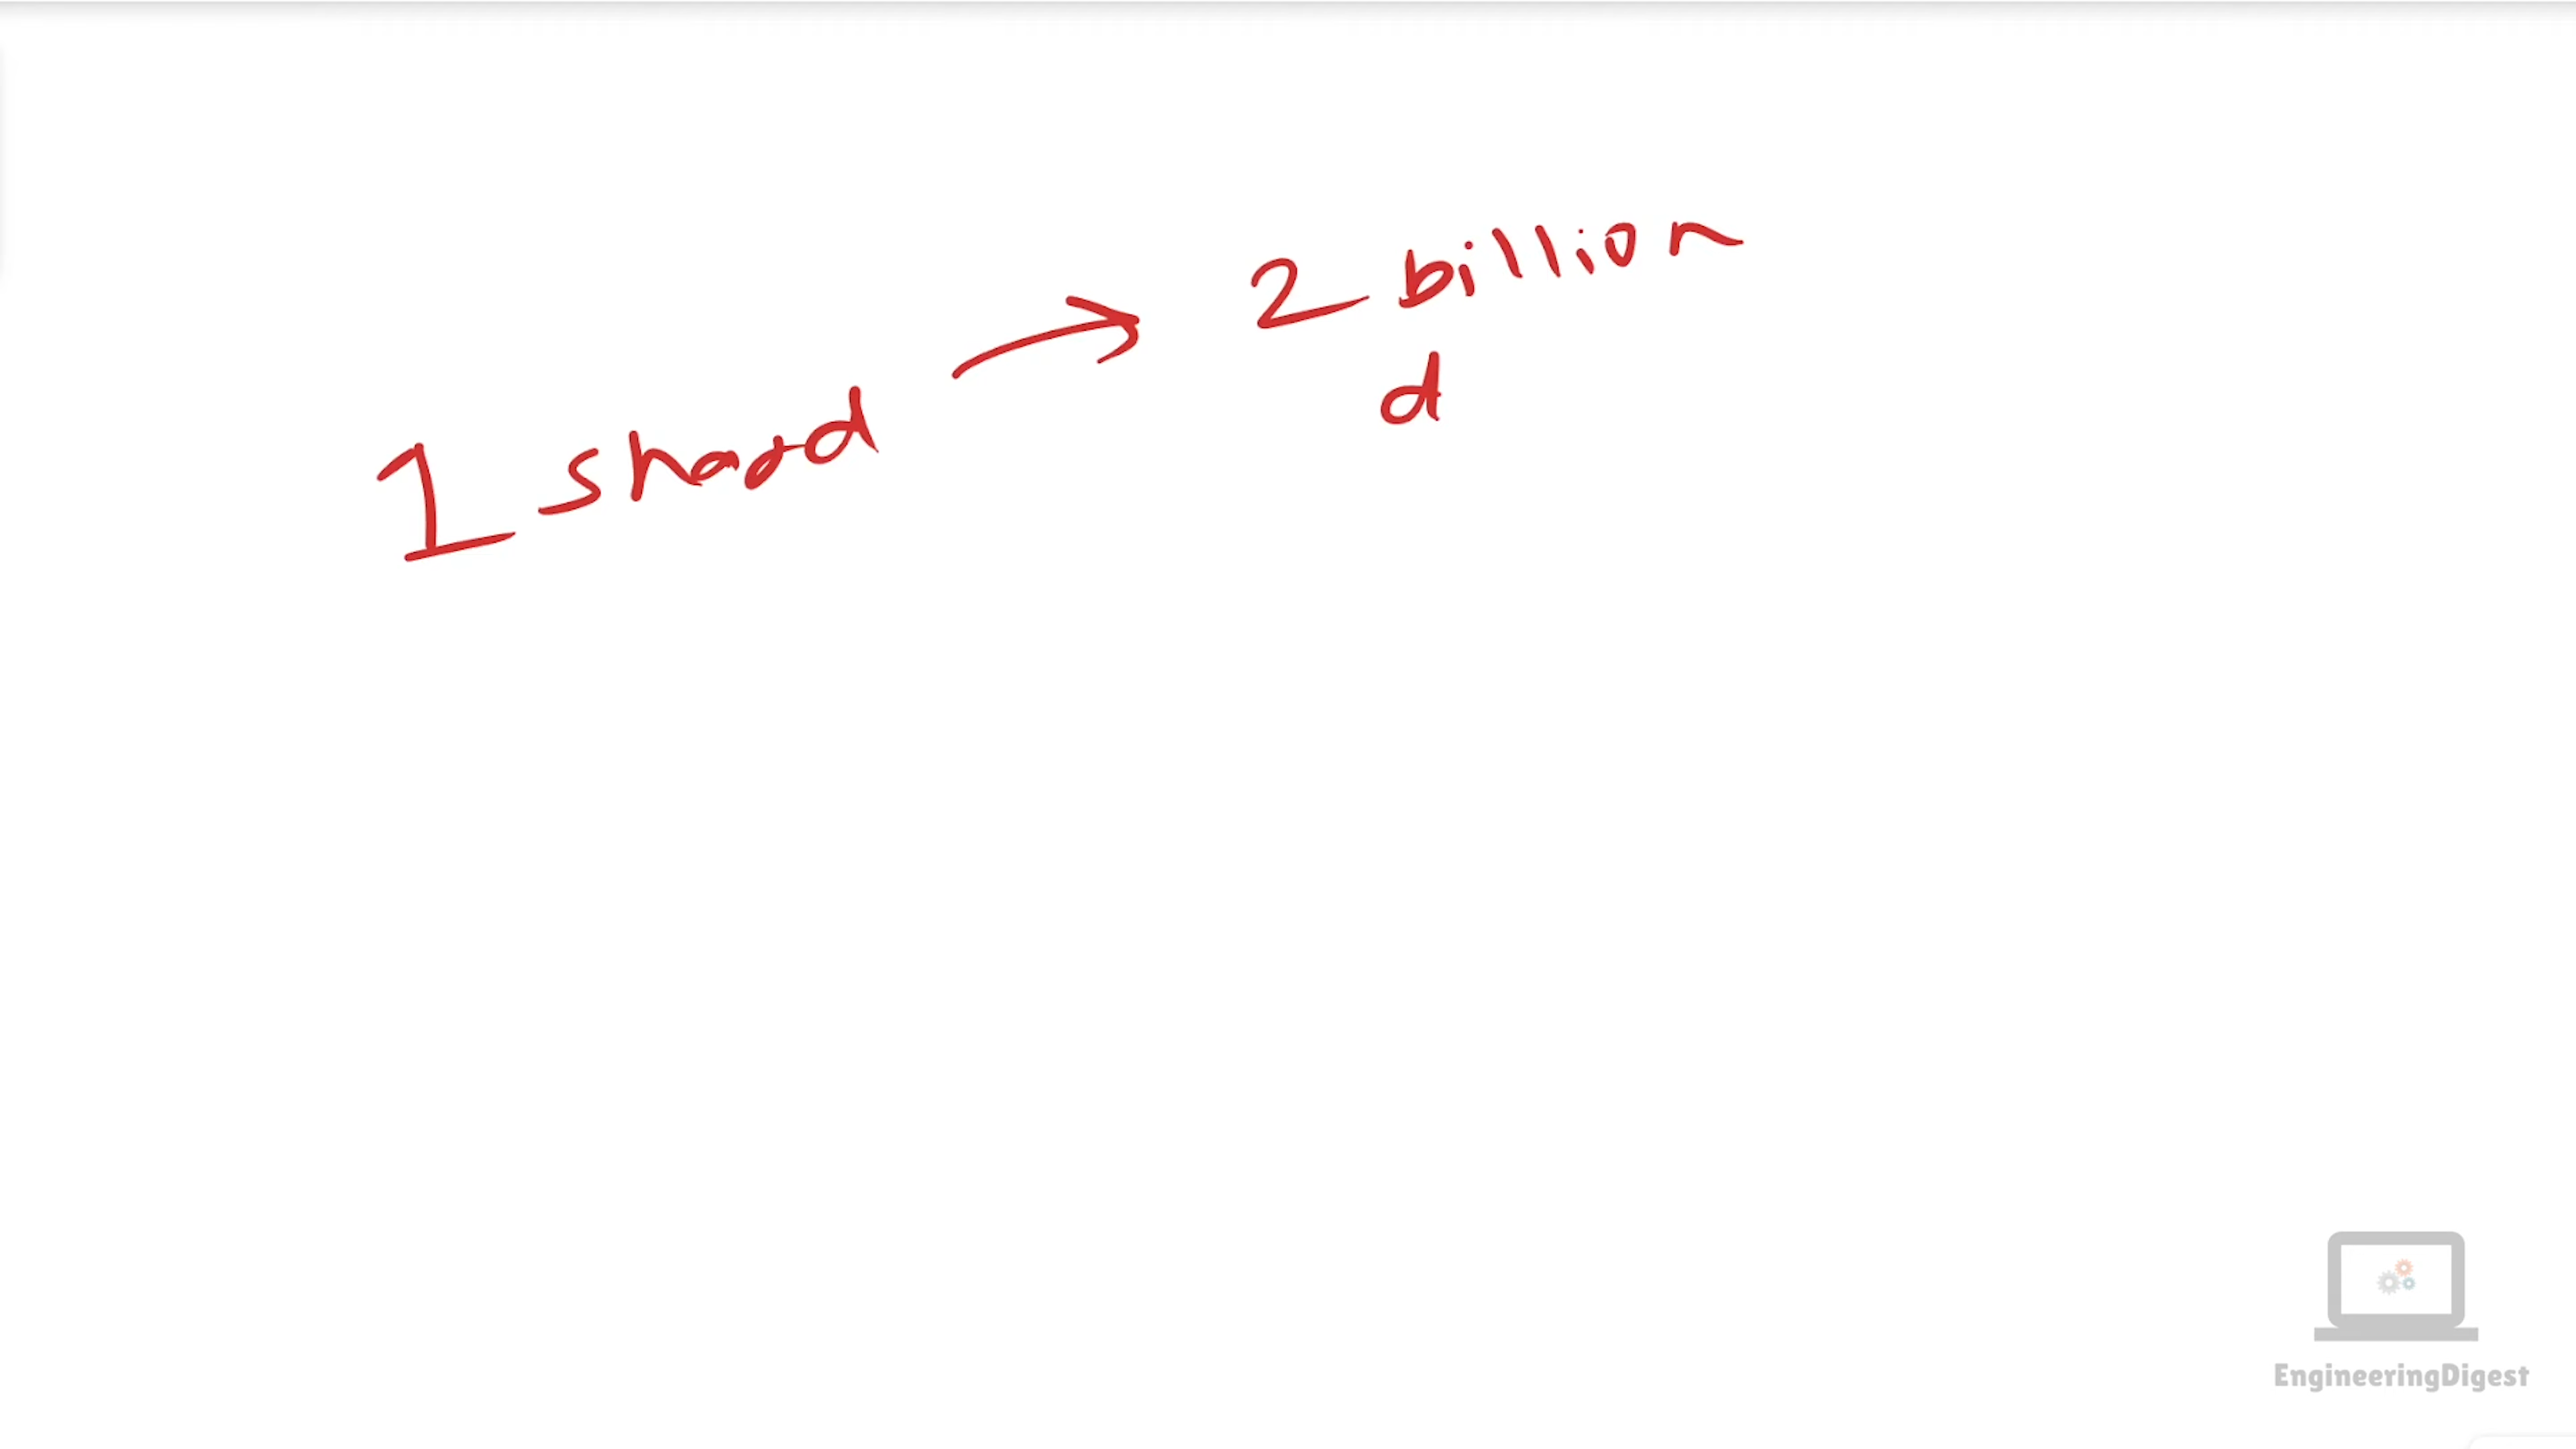 1 shard → 2 billion
d
EngineeringDigest